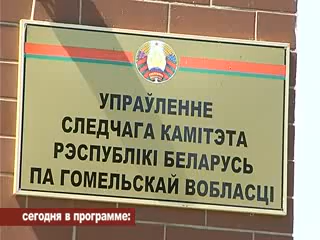 УПРАЎЛЕННЕ
СЛЕДЧАГА КАМІТЭТА
РЭСПУБЛІКІ БЕЛАРУСЬ
ПА ГОМЕЛЬСКАЙ ВОБЛАСЦІ
сегодня в программе: